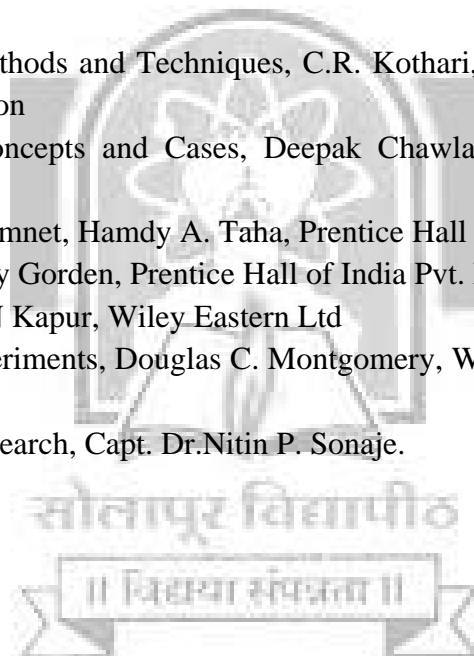 thods and Techniques, C.R. Kothari,
on
oncepts and Cases, Deepak Chawla
mnet, Hamdy A. Taha, Prentice Hall
y Gorden, Prentice Hall of India Pvt.
Kapur, Wiley Eastern Ltd
eriments, Douglas C. Montgomery, W
earch, Capt. Dr.Nitin P. Sonaje.
सोलापूर विद्यापीठ
॥ विद्यया संपन्नता ॥